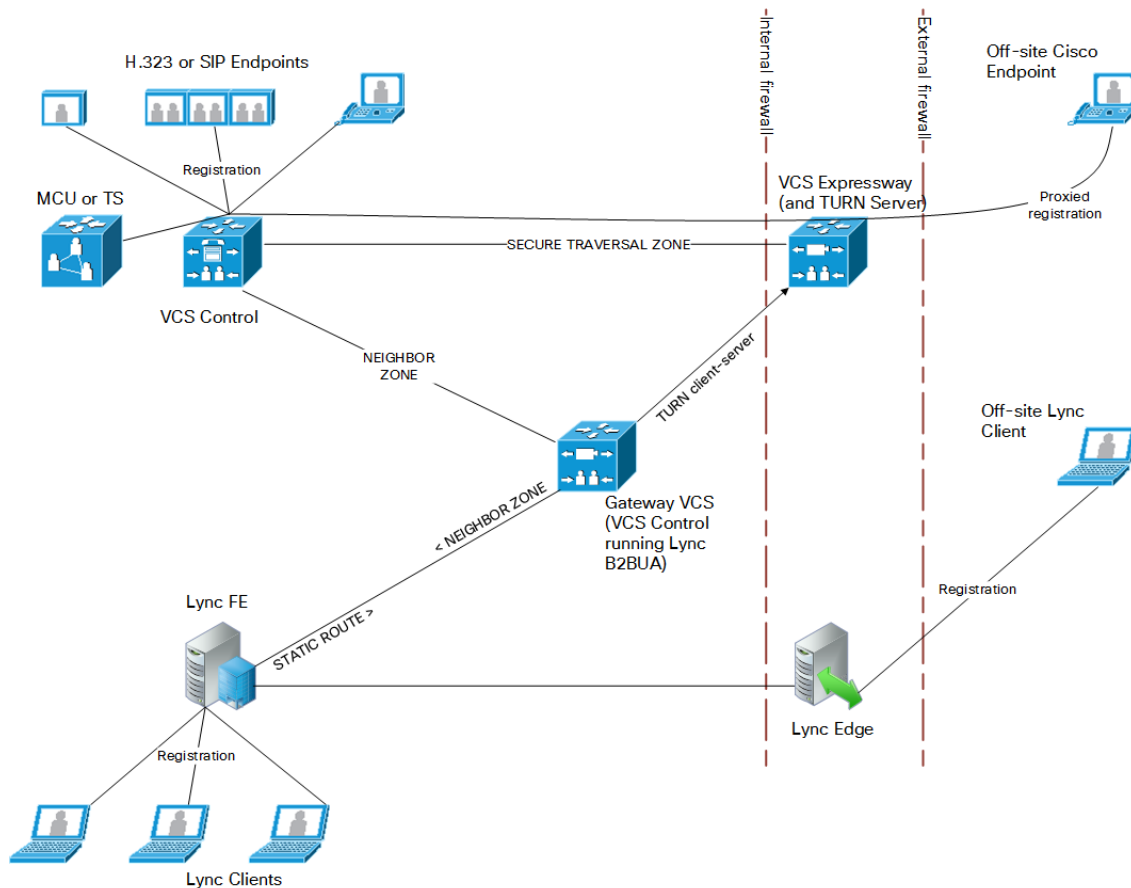 H.323 or SIP Endpoints
Internal firewall
External firewall
Off-site Cisco
Endpoint
Registration
MCU or TS
VCS Expressway
(and TURN Server)
Proxied
registration
SECURE TRAVERSAL ZONE
VCS Control
NEIGHBOR
ZONE
TURN client-server
Off-site Lync
Client
< NEIGHBOR ZONE
Gateway VCS
(VCS Control
running Lync
B2BUA)
Registration
Lync FE
STATIC ROUTE >
Lync Edge
Registration
Lync Clients